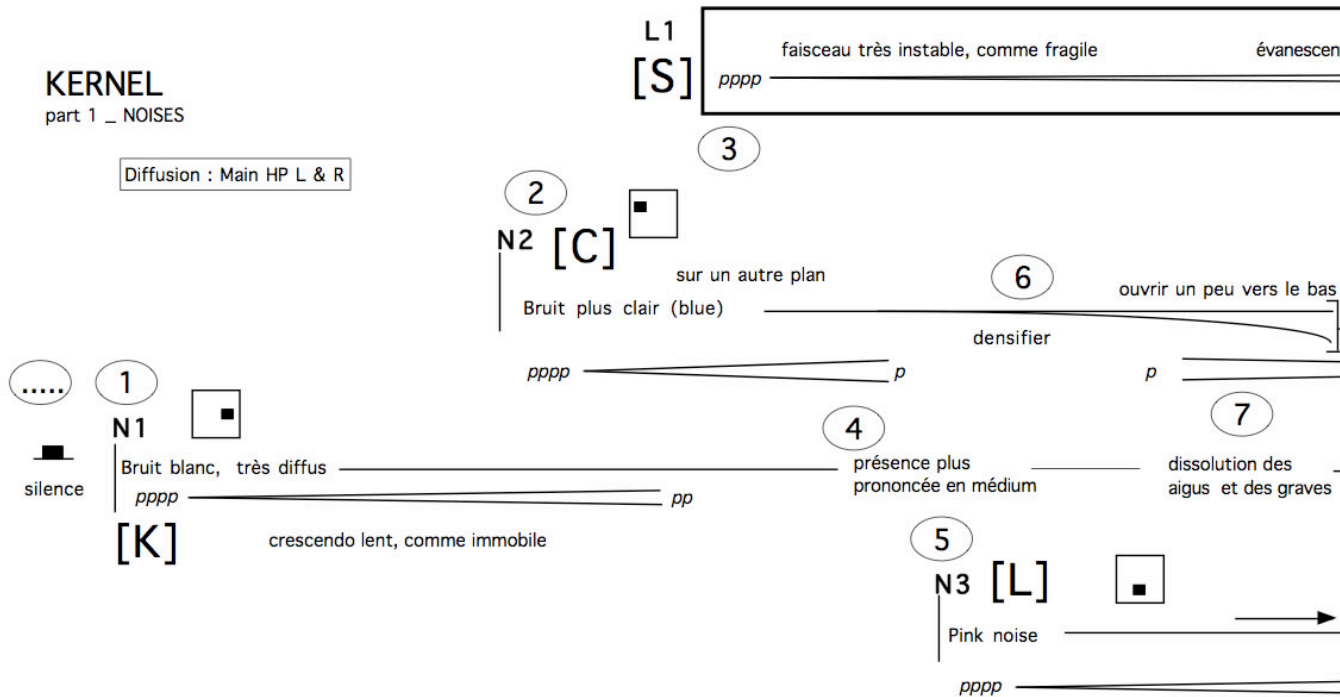 KERNEL
part 1 _ NOISES
Diffusion : Main HP L & R
L1
[S]
faisceau très instable, comme fragile
évanescen
pppp
3
2
N2 [C]
sur un autre plan
Bruit plus clair (blue)
6
ouvrir un peu vers le bas
densifier
pppp
p
p
.....
1
N1
silence
Bruit blanc, très diffus
pppp
pp
[K]
crescendo lent, comme immobile
4
présence plus
prononcée en médium
7
dissolution des
aigus et des graves
5
N3 [L]
Pink noise
pppp